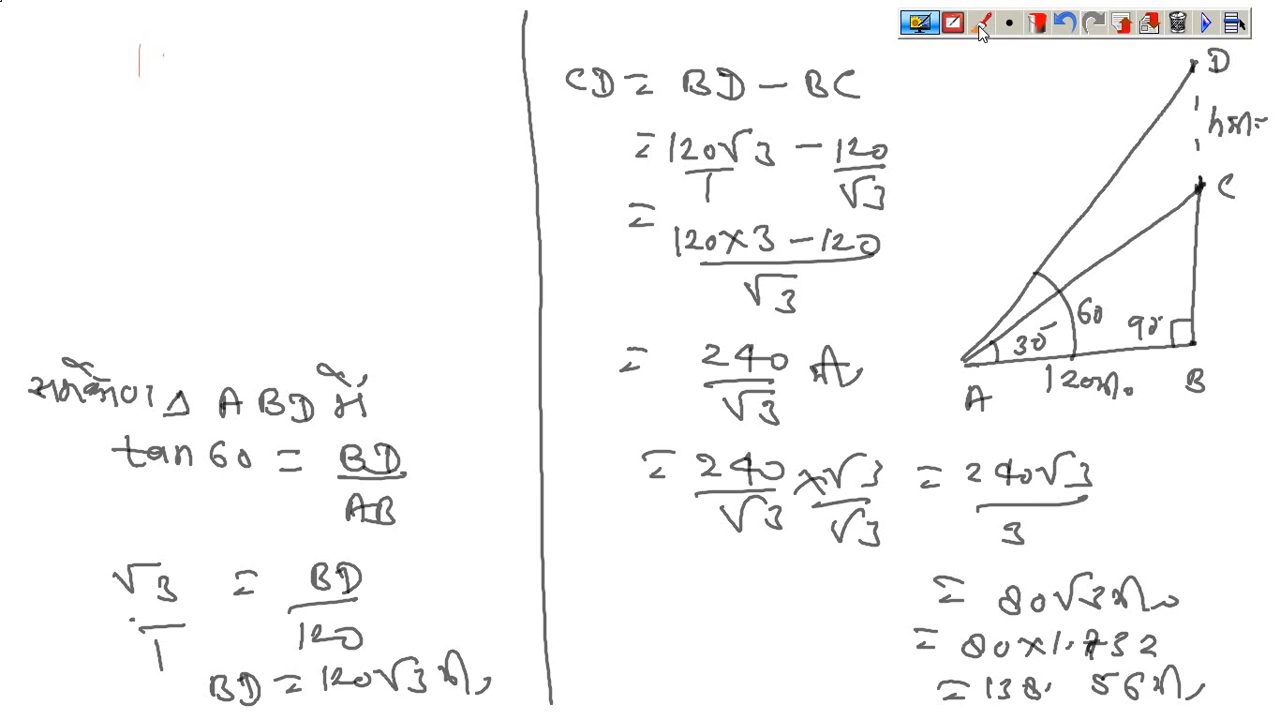 Δ ABD में
tan 60 = BD/AB
√3/1 = BD/120
BD = 120√3 मी,
CD = BD - BC
= 120√3/1 - 120/√3
= 120×3 - 120/√3
= 240/√3 मी,
= 240/√3 × √3/√3 = 240√3/3
= 80√3 मी.
= 80×1.732
= 138.56 मी,
D
h मी.
C
60
30°
90°
A
120 मी.
B